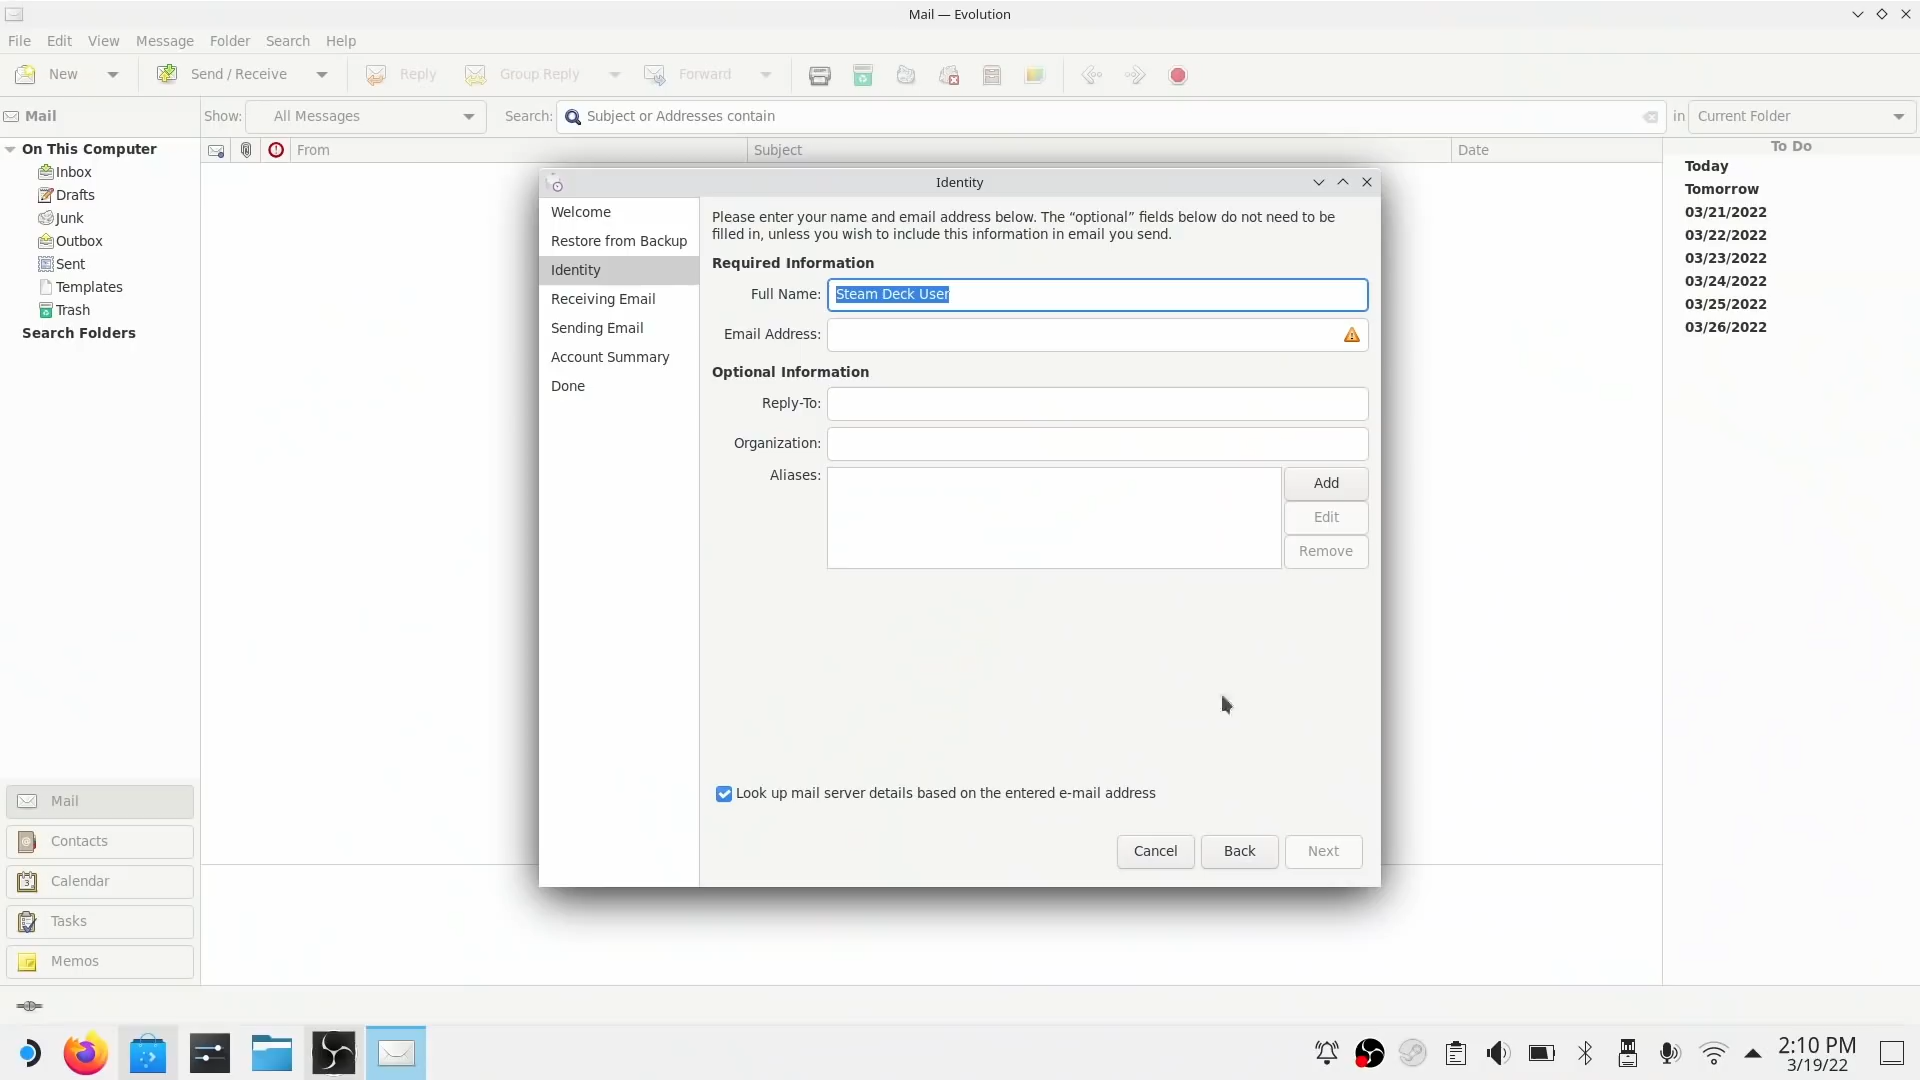 Mail — Evolution
File Edit View Message Folder Search Help
New Send / Receive Reply Group Reply Forward
Mail Show: All Messages Search: Subject or Addresses contain in Current Folder
On This Computer
Inbox
Drafts
Junk
Outbox
Sent
Templates
Trash
Search Folders
From Subject Date
To Do
Today
Tomorrow
03/21/2022
03/22/2022
03/23/2022
03/24/2022
03/25/2022
03/26/2022
Identity
Welcome
Restore from Backup
Identity
Receiving Email
Sending Email
Account Summary
Done
Please enter your name and email address below. The “optional” fields below do not need to be
filled in, unless you wish to include this information in email you send.
Required Information
Full Name: Steam Deck User
Email Address:
Optional Information
Reply-To:
Organization:
Aliases:
Add
Edit
Remove
Look up mail server details based on the entered e-mail address
Cancel Back Next
Mail
Contacts
Calendar
Tasks
Memos
2:10 PM
3/19/22